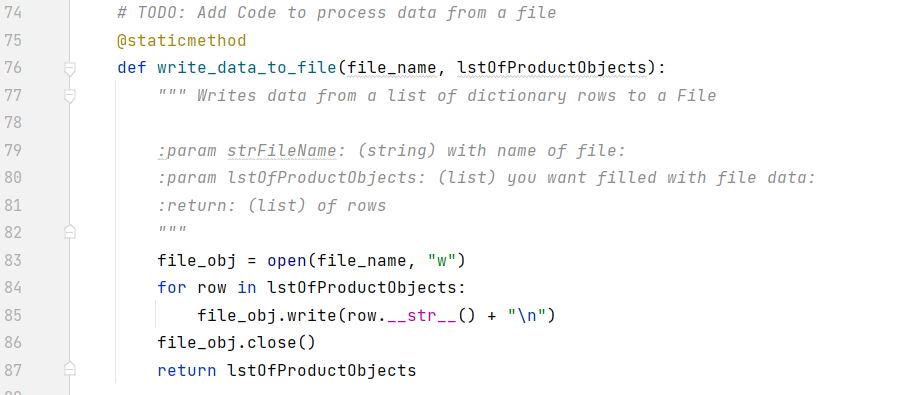 74 # TODO: Add Code to process data from a file
75 @staticmethod
76 def write_data_to_file(file_name, lstOfProductObjects):
77 """ Writes data from a list of dictionary rows to a File
78
79 :param strFileName: (string) with name of file:
80 :param lstOfProductObjects: (list) you want filled with file data:
81 :return: (list) of rows
82 """
83 file_obj = open(file_name, "w")
84 for row in lstOfProductObjects:
85 file_obj.write(row.__str__() + "\n")
86 file_obj.close()
87 return lstOfProductObjects